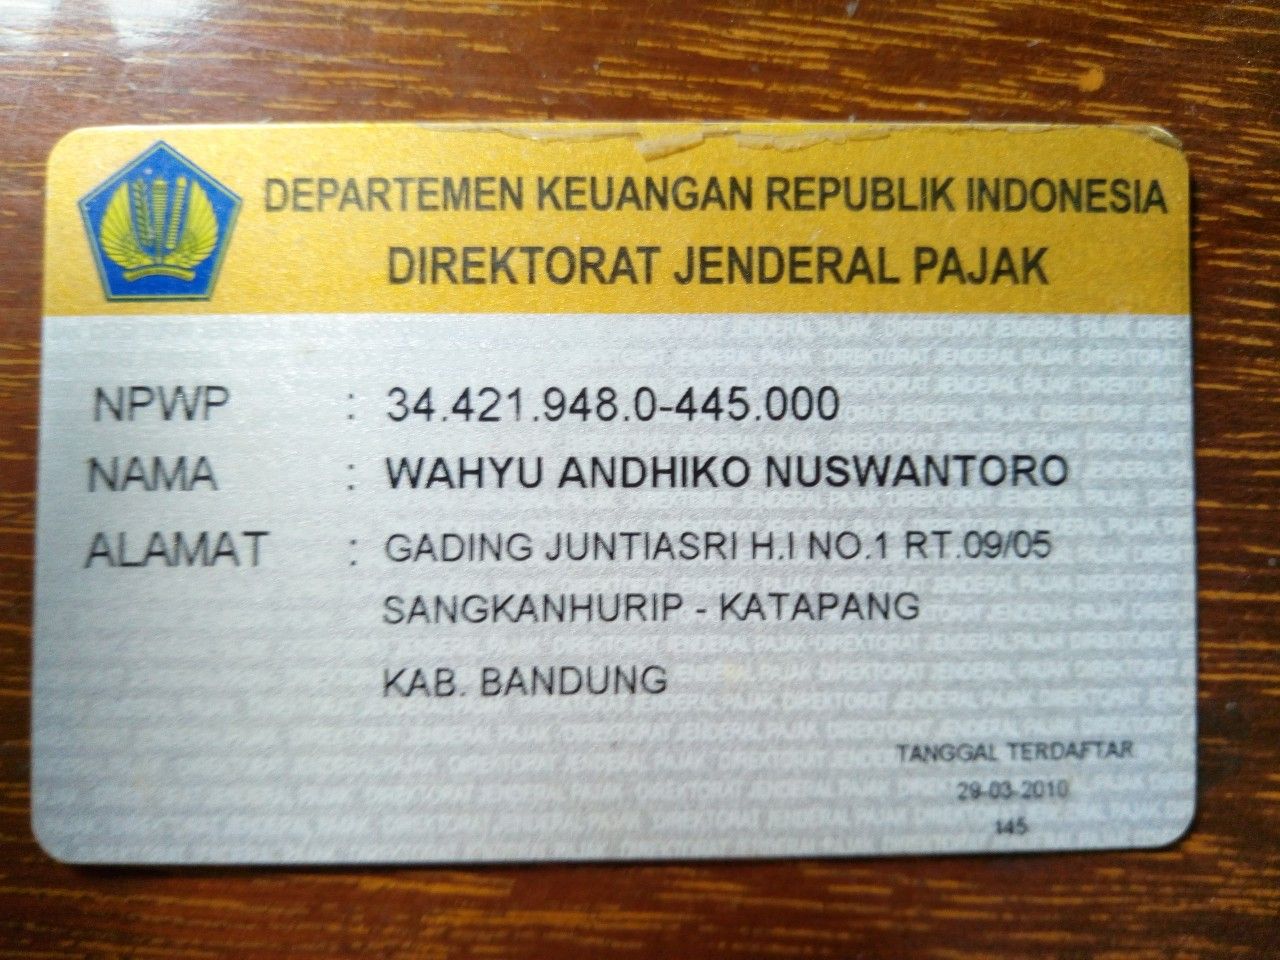 DEPARTEMEN KEUANGAN REPUBLIK INDONESIA
DIREKTORAT JENDERAL PAJAK
NPWP : 34.421.948.0-445.000
NAMA : WAHYU ANDHIKO NUSWANTORO
ALAMAT : GADING JUNTIASRI H.I NO.1 RT.09/05
SANGKANHURIP - KATAPANG
KAB. BANDUNG
TANGGAL TERDAFTAR
29-03-2010
145